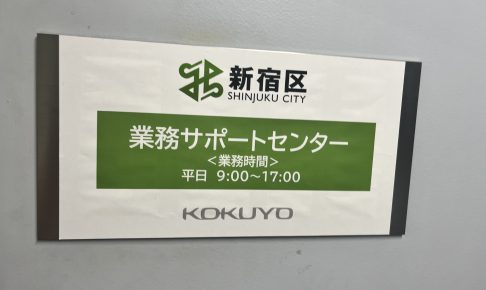 新宿区
SHINJUKU CITY
業務サポートセンター
<業務時間>
平日 9:00～17:00
KOKUYO